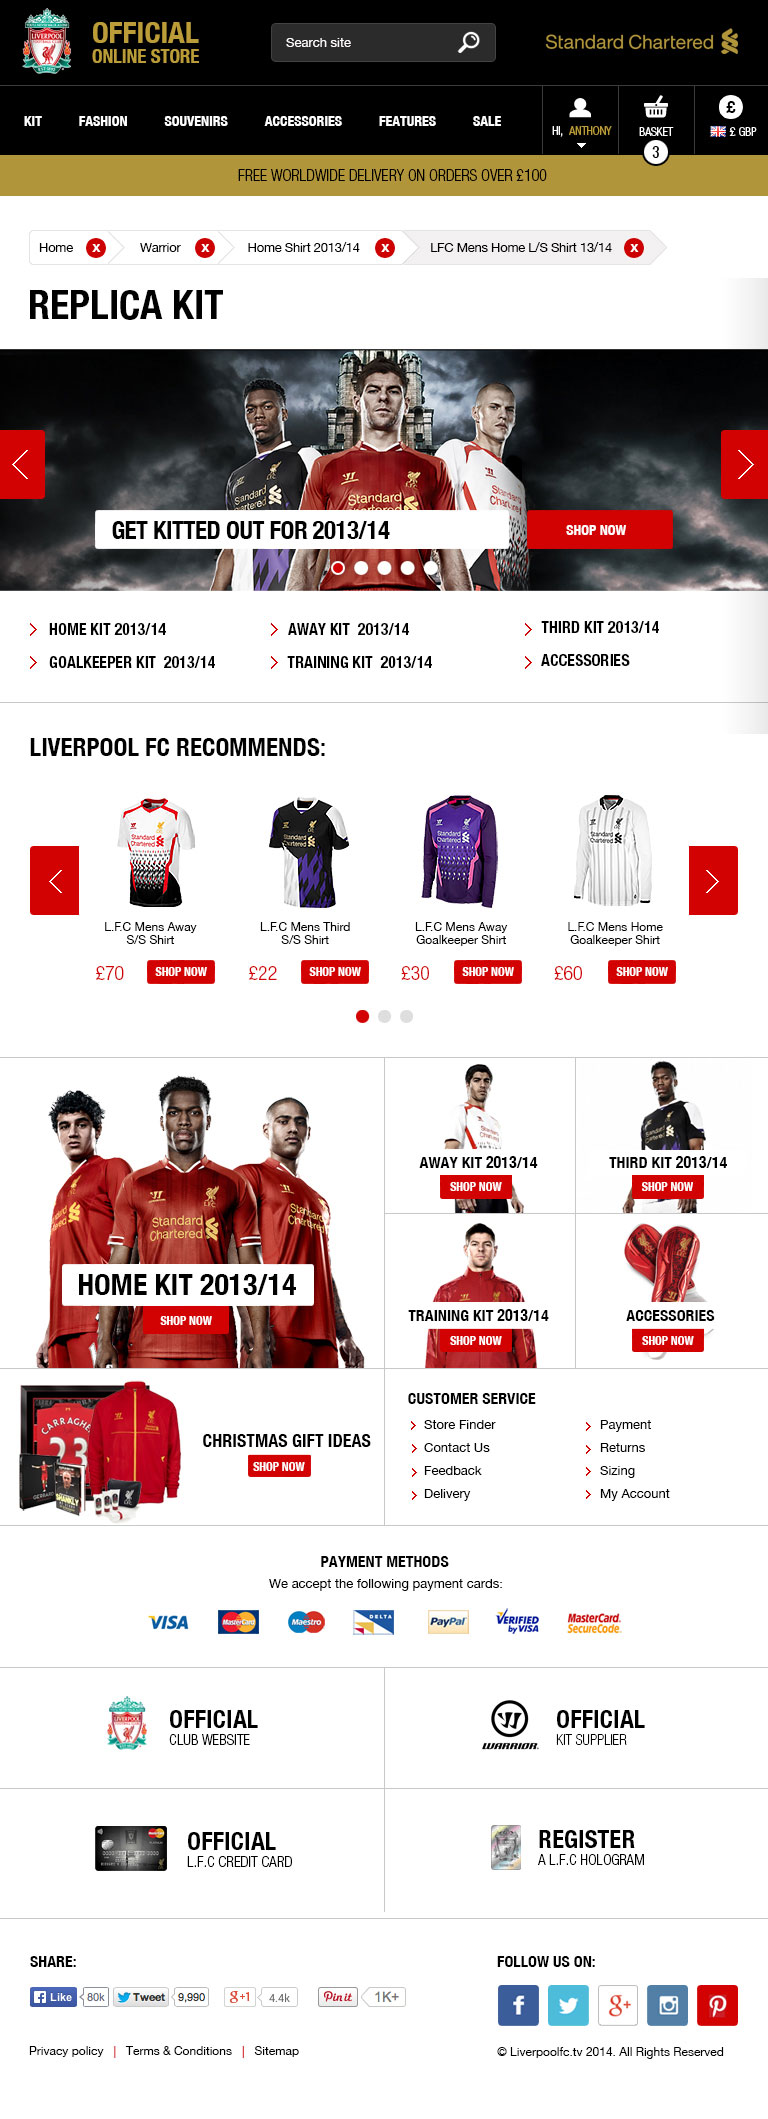 OFFICIAL
ONLINE STORE
Search site
Standard Chartered
KIT FASHION SOUVENIRS ACCESSORIES FEATURES SALE
HI, ANTHONY
BASKET
3
£
£ GBP
FREE WORLDWIDE DELIVERY ON ORDERS OVER £100
Home x Warrior x Home Shirt 2013/14 x LFC Mens Home L/S Shirt 13/14 x
REPLICA KIT
Standard
Chartered
GET KITTED OUT FOR 2013/14
SHOP NOW
HOME KIT 2013/14 AWAY KIT 2013/14 THIRD KIT 2013/14
GOALKEEPER KIT 2013/14 TRAINING KIT 2013/14 ACCESSORIES
LIVERPOOL FC RECOMMENDS:
L.F.C Mens Away
S/S Shirt
£70 SHOP NOW
L.F.C Mens Third
S/S Shirt
£22 SHOP NOW
L.F.C Mens Away
Goalkeeper Shirt
£30 SHOP NOW
L.F.C Mens Home
Goalkeeper Shirt
£60 SHOP NOW
Standard
Chartered
HOME KIT 2013/14
SHOP NOW
AWAY KIT 2013/14
SHOP NOW
THIRD KIT 2013/14
SHOP NOW
TRAINING KIT 2013/14
SHOP NOW
ACCESSORIES
SHOP NOW
CARRAGHE
23
SHANKLY
CHRISTMAS GIFT IDEAS
SHOP NOW
CUSTOMER SERVICE
Store Finder
Contact Us
Feedback
Delivery
Payment
Returns
Sizing
My Account
PAYMENT METHODS
We accept the following payment cards:
VISA
MasterCard
Maestro
DELTA
PayPal
VERIFIED
by VISA
MasterCard.
SecureCode.
OFFICIAL
CLUB WEBSITE
WARRIOR
OFFICIAL
KIT SUPPLIER
OFFICIAL
L.F.C CREDIT CARD
REGISTER
A L.F.C HOLOGRAM
SHARE:
Like 80k Tweet 9,990 g+1 4.4k Pin it 1K+
FOLLOW US ON:
f g+
Privacy policy | Terms & Conditions | Sitemap
© Liverpoolfc.tv 2014. All Rights Reserved